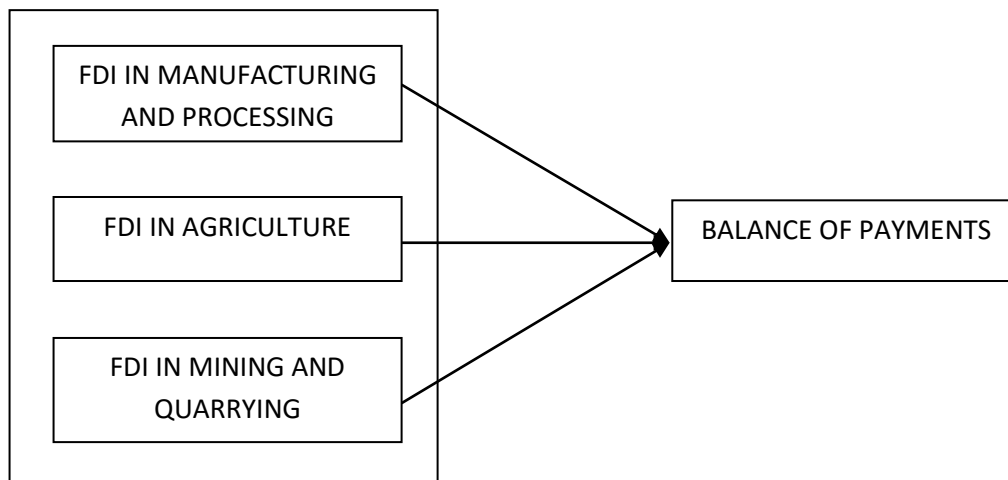 FDI IN MANUFACTURING
AND PROCESSING
FDI IN AGRICULTURE
BALANCE OF PAYMENTS
FDI IN MINING AND
QUARRYING